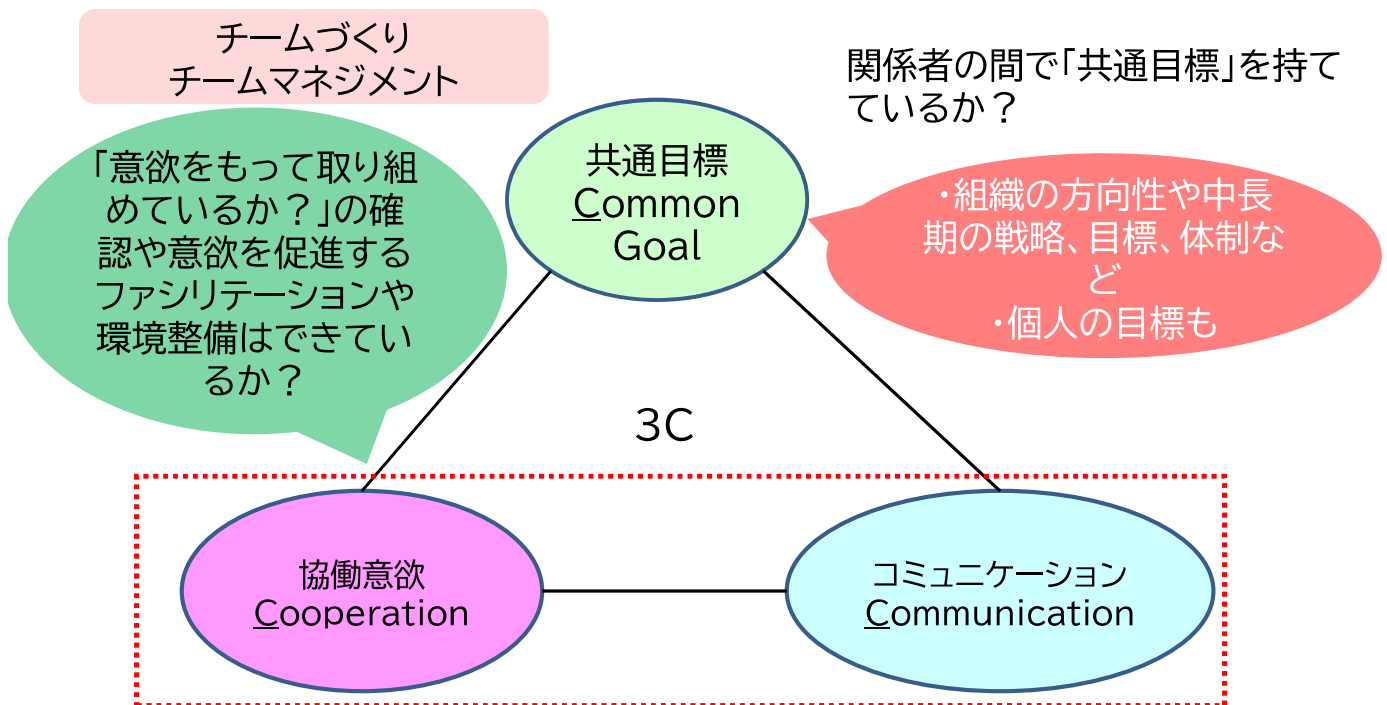 チームづくり
チームマネジメント
関係者の間で「共通目標」を持て
ているか？
「意欲をもって取り組
めているか？」の確
認や意欲を促進する
ファシリテーションや
環境整備はできてい
るか？
共通目標
Common
Goal
・組織の方向性や中長
期の戦略、目標、体制な
ど
・個人の目標も
3C
協働意欲
Cooperation
コミュニケーション
Communication